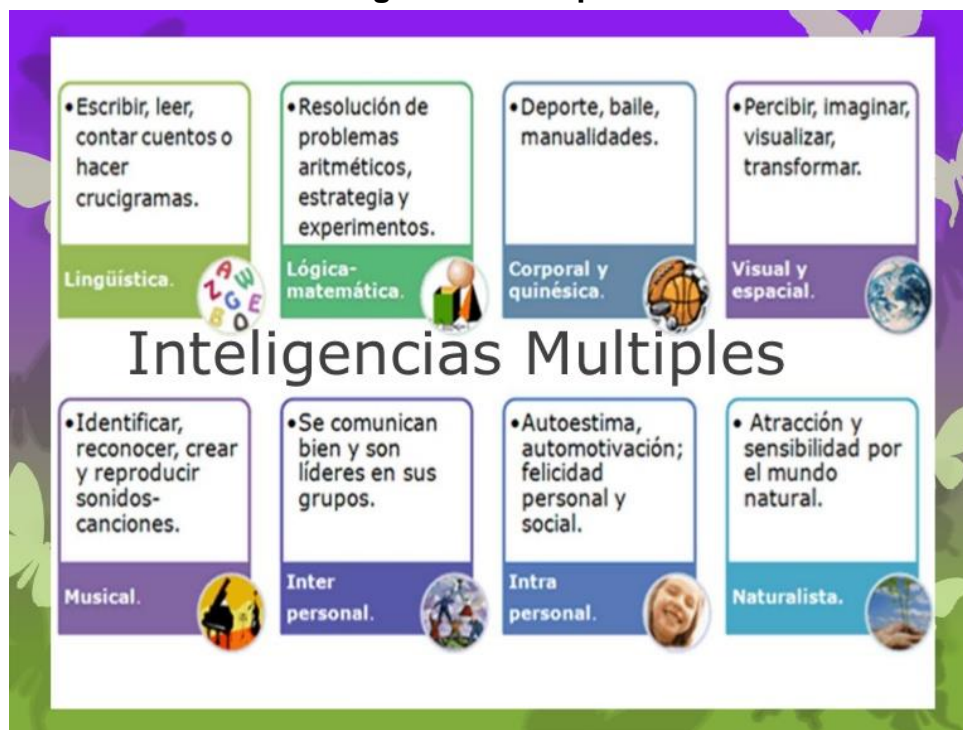 •Escribir, leer,
contar cuentos o
hacer
crucigramas.
Lingüística.
•Resolución de
problemas
aritméticos,
estrategia y
experimentos.
Lógica-
matemática.
•Deporte, baile,
manualidades.
Corporal y
quinésica.
•Percibir, imaginar,
visualizar,
transformar.
Visual y
espacial.
Inteligencias Multiples
•Identificar,
reconocer, crear
y reproducir
sonidos-
canciones.
Musical.
•Se comunican
bien y son
líderes en sus
grupos.
Inter
personal.
•Autoestima,
automotivación;
felicidad
personal y
social.
Intra
personal.
• Atracción y
sensibilidad por
el mundo
natural.
Naturalista.